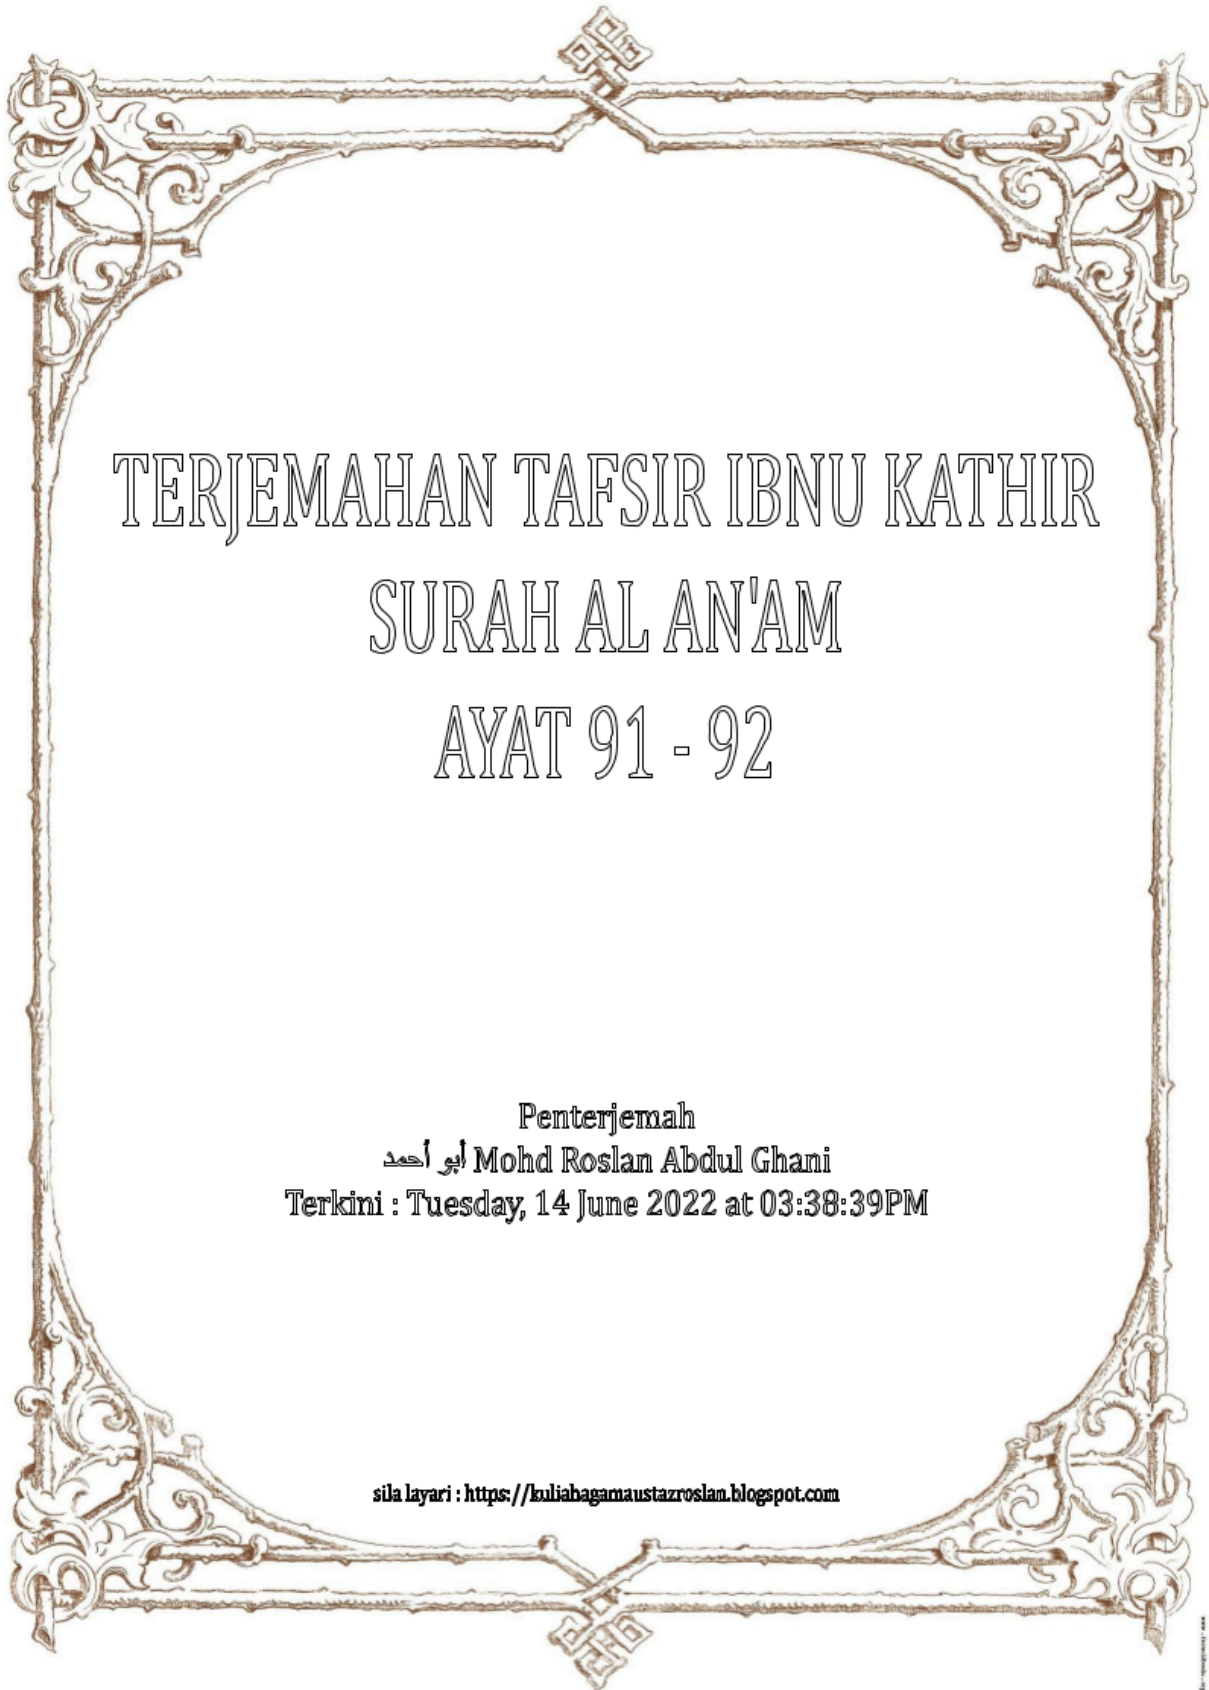 TERJEMAHAN TAFSIR IBNU KATHIR
SURAH AL AN'AM
AYAT 91 - 92
Penterjemah
أبو أحمد Mohd Roslan Abdul Ghani
Terkini : Tuesday, 14 June 2022 at 03:38:39PM
sila layari : https://kuliahagamaustazroslan.blogspot.com